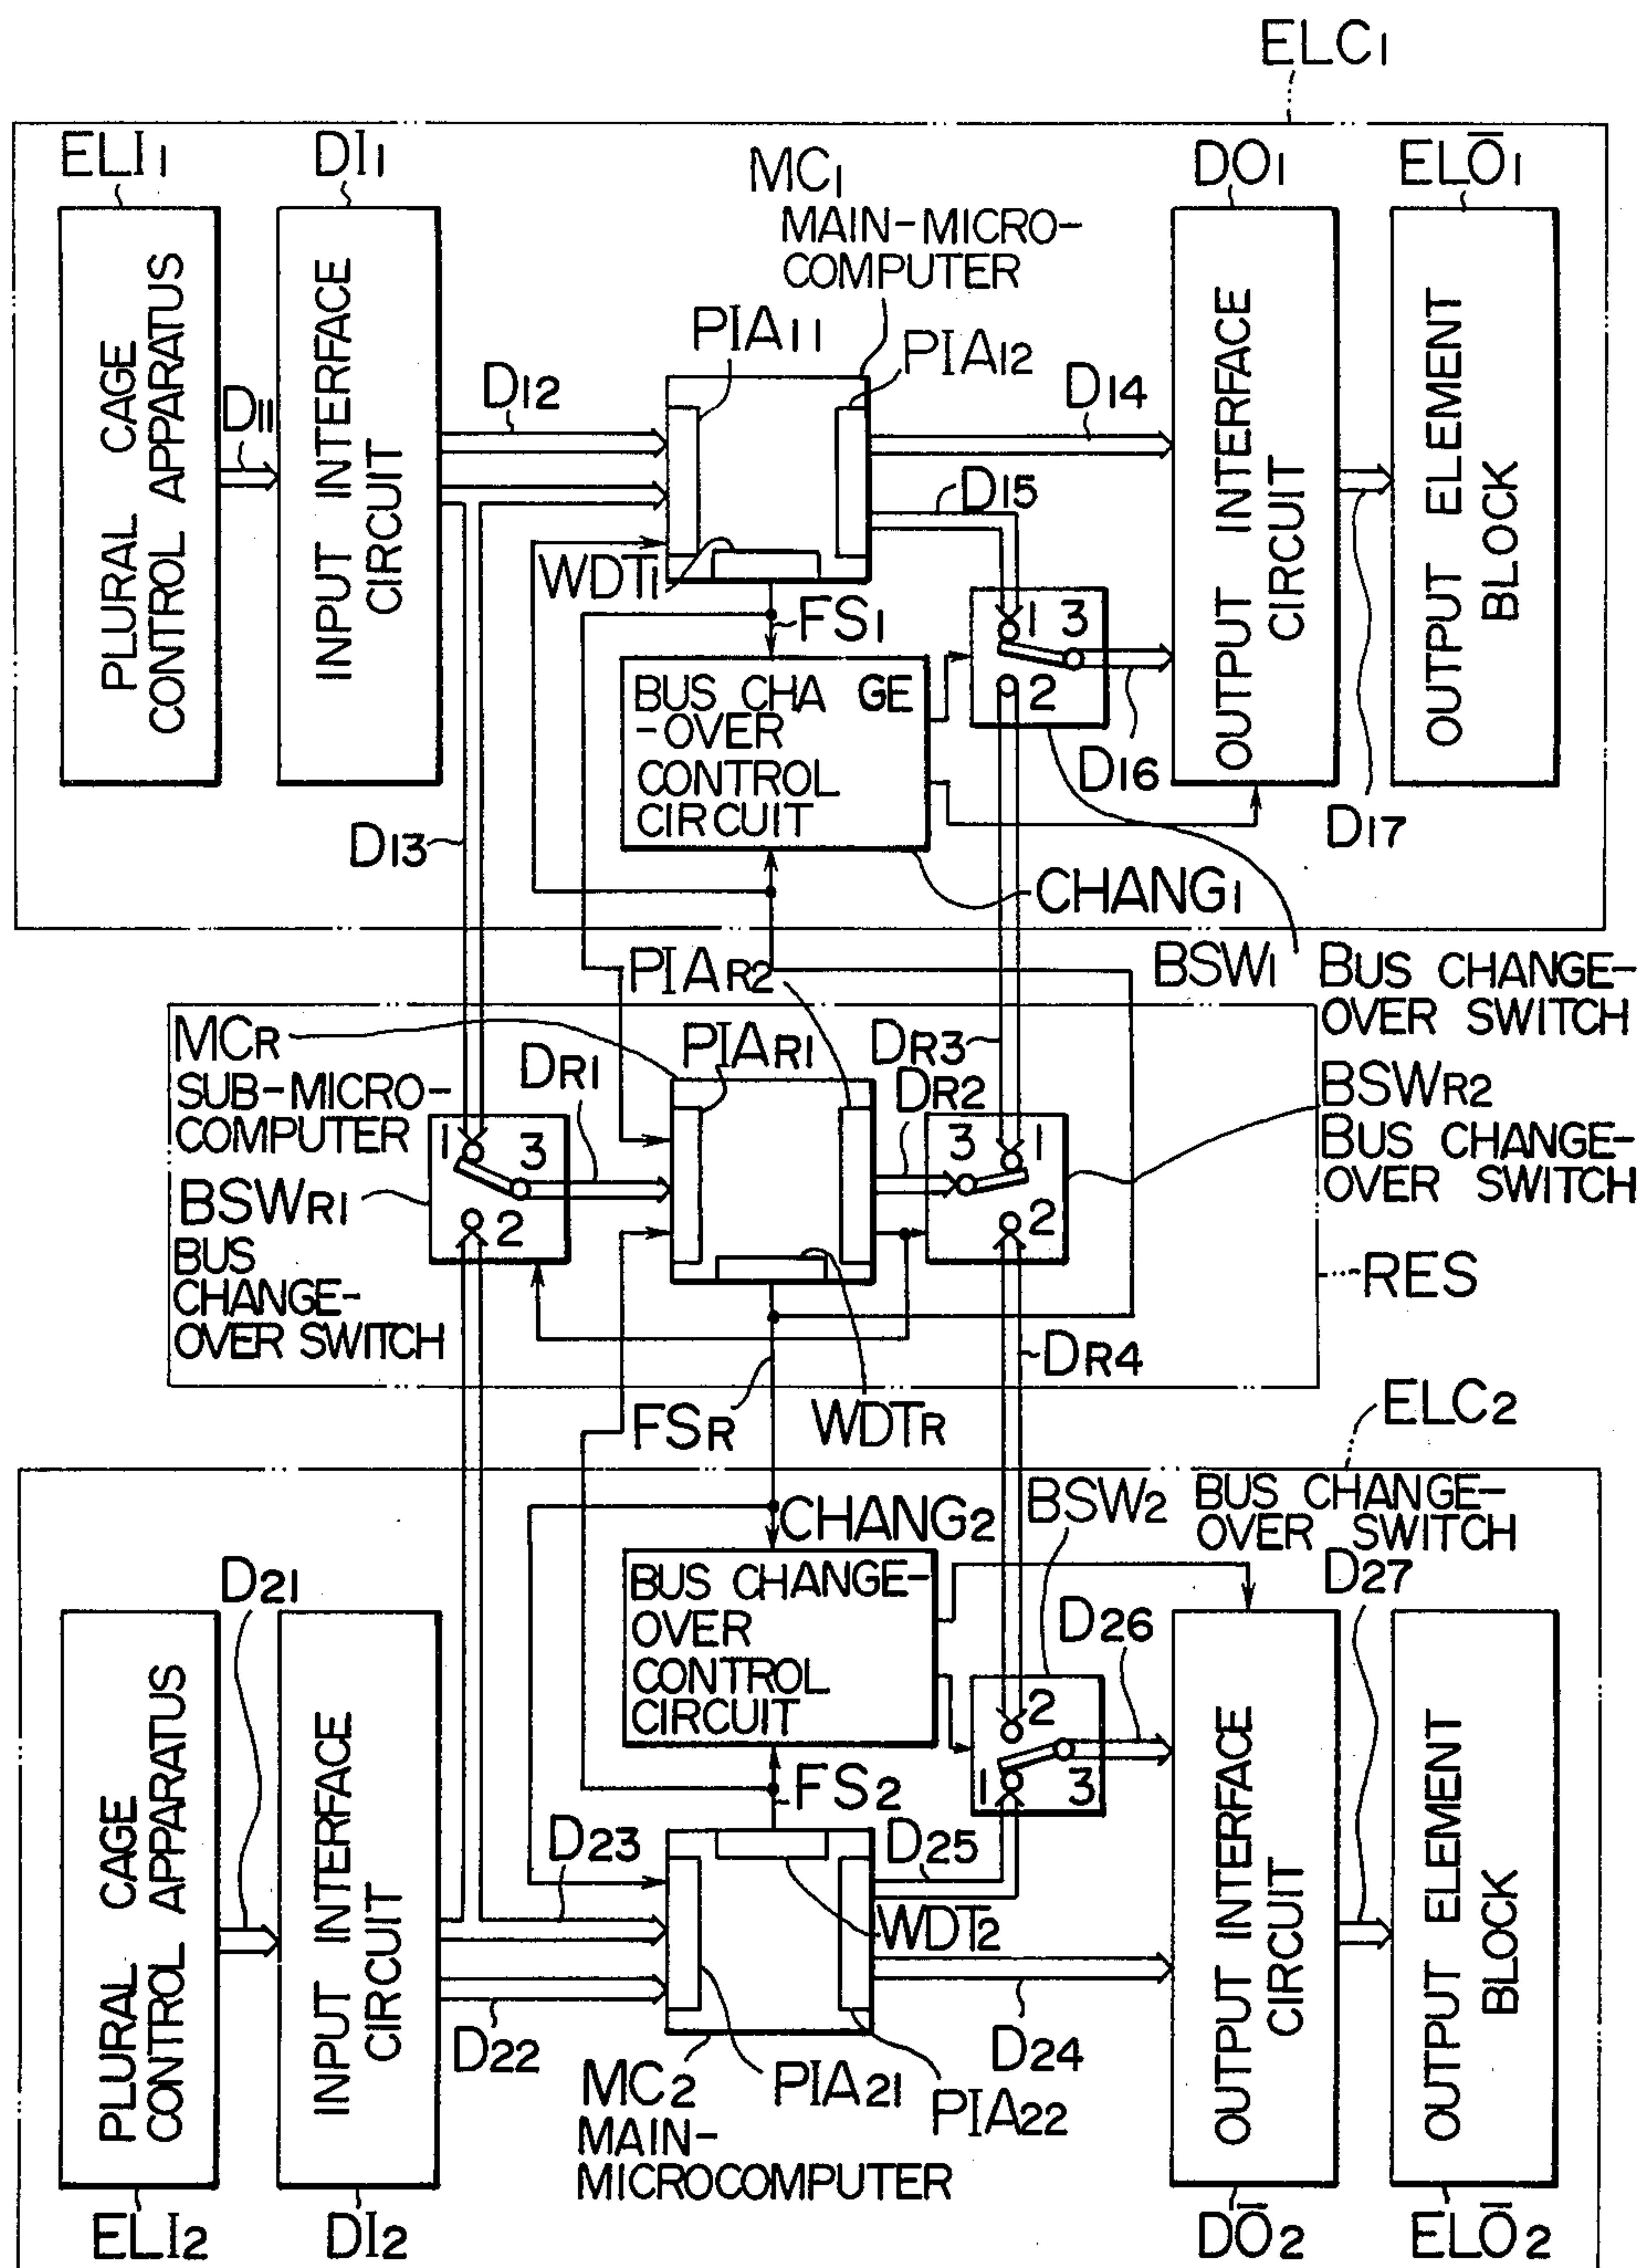 ELC1
ELI1
DI1
MC1
MAIN-MICRO-
COMPUTER
DO1
ELŌ1
PLURAL CAGE
CONTROL APPARATUS
D11
INPUT INTERFACE
CIRCUIT
D12
PIA11
PIA12
D14
D15
WDT1
FS1
1
3
2
BUS CHA GE
-OVER
CONTROL
CIRCUIT
D16
OUTPUT INTERFACE
CIRCUIT
D17
OUTPUT ELEMENT
BLOCK
D13
CHANG1
BSW1
BUS CHANGE-
OVER SWITCH
PIAR2
MCR
SUB-MICRO-
COMPUTER
PIAR1
DR1
DR3
DR2
BSWR2
BUS CHANGE-
OVER SWITCH
1
3
2
3
1
2
BSWR1
BUS
CHANGE-
OVER SWITCH
RES
DR4
FSR
WDTR
ELC2
CHANG2
BSW2
BUS CHANGE-
OVER SWITCH
BUS CHANGE-
OVER
CONTROL
CIRCUIT
D21
D26
D27
2
1
3
PLURAL CAGE
CONTROL APPARATUS
INPUT INTERFACE
CIRCUIT
FS2
D23
D25
WDT2
D22
D24
OUTPUT INTERFACE
CIRCUIT
OUTPUT ELEMENT
BLOCK
MC2
MAIN-
MICROCOMPUTER
PIA21
PIA22
ELI2
DI2
DŌ2
ELŌ2